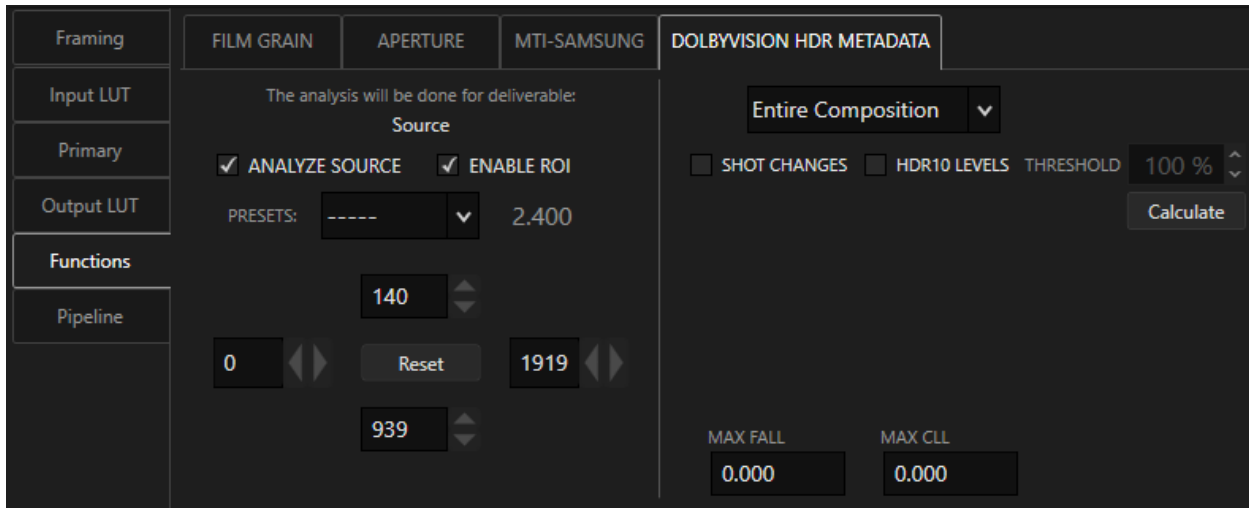 Framing
Input LUT
Primary
Output LUT
Functions
Pipeline
FILM GRAIN APERTURE MTI-SAMSUNG DOLBYVISION HDR METADATA
The analysis will be done for deliverable:
Source
ANALYZE SOURCE ENABLE ROI
PRESETS: ----- 2.400
140
0 Reset 1919
939
Entire Composition
SHOT CHANGES HDR10 LEVELS THRESHOLD 100 %
Calculate
MAX FALL MAX CLL
0.000 0.000